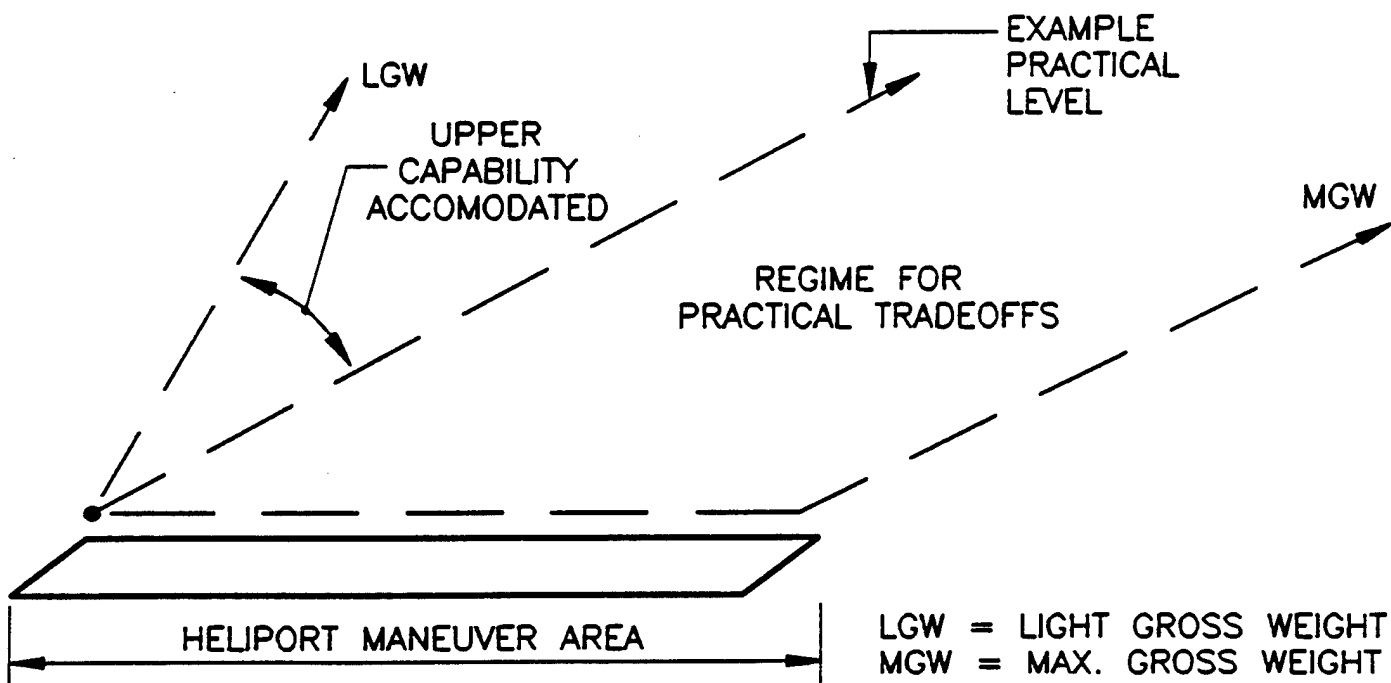 EXAMPLE
PRACTICAL
LEVEL
LGW
UPPER
CAPABILITY
ACCOMODATED
MGW
REGIME FOR
PRACTICAL TRADEOFFS
HELIPORT MANEUVER AREA
LGW = LIGHT GROSS WEIGHT
MGW = MAX. GROSS WEIGHT